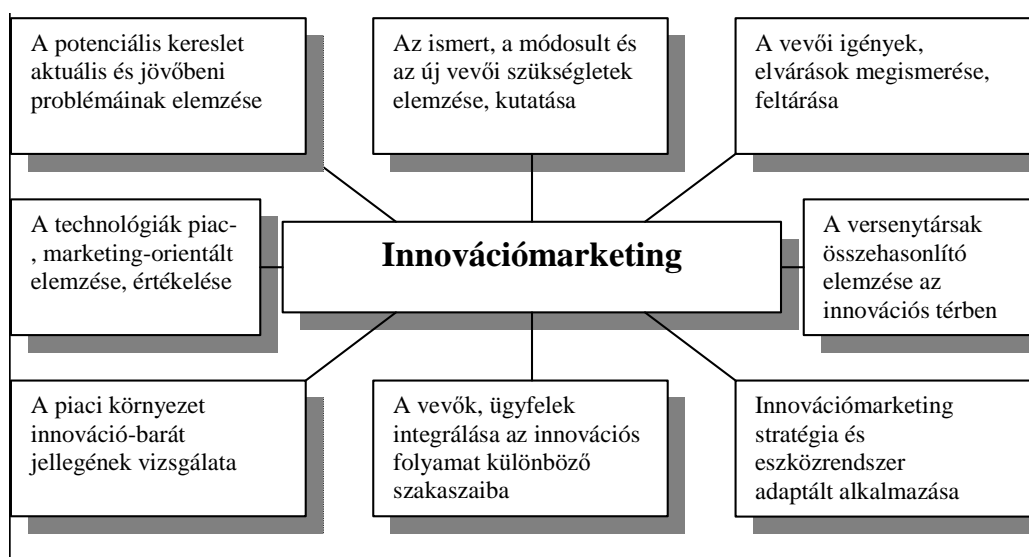 A potenciális kereslet
aktuális és jövőbeni
problémáinak elemzése
Az ismert, a módosult és
az új vevői szükségletek
elemzése, kutatása
A vevői igények,
elvárások megismerése,
feltárása
A technológiák piac-
, marketing-orientált
elemzése, értékelése
Innovációmarketing
A versenytársak
összehasonlító
elemzése az
innovációs térben
A piaci környezet
innováció-barát
jellegének vizsgálata
A vevők, ügyfelek
integrálása az innovációs
folyamat különböző
szakaszaiba
Innovációmarketing
stratégia és
eszközrendszer
adaptált alkalmazása